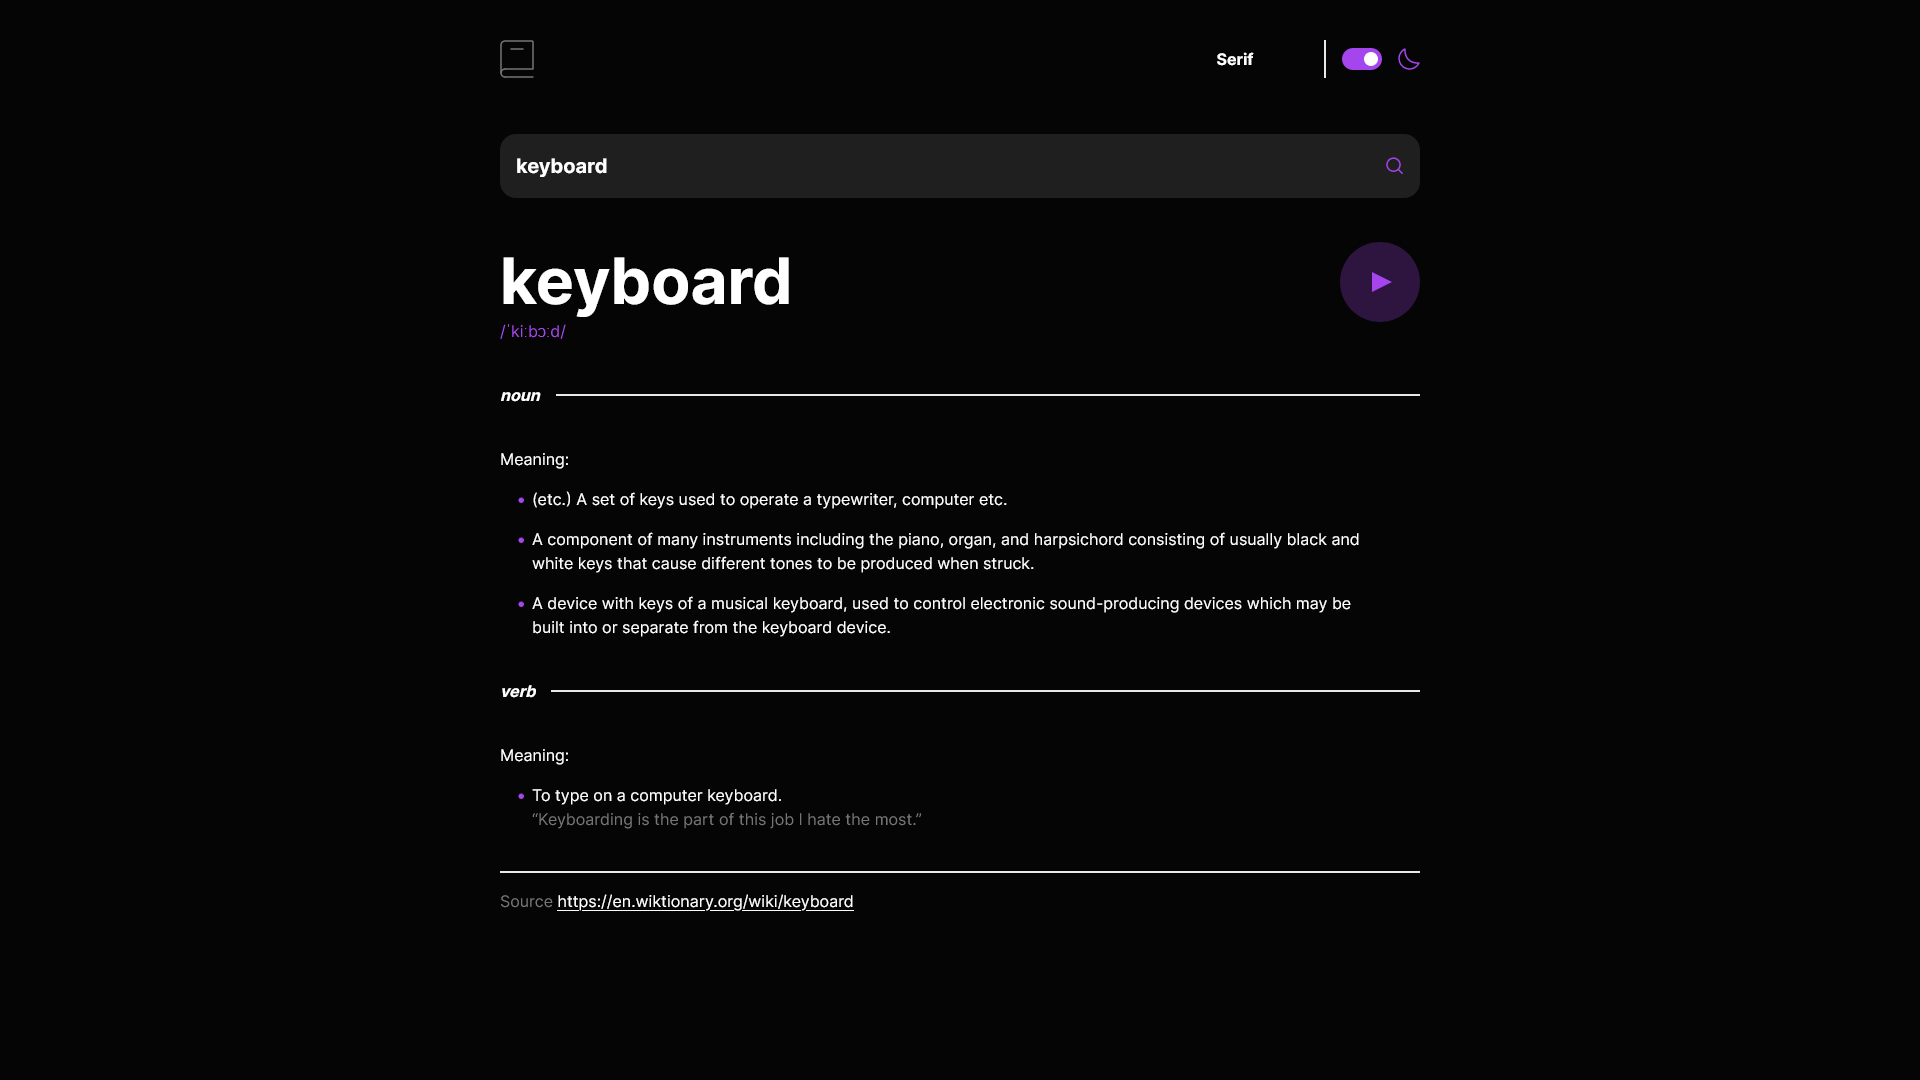 Serif
keyboard
keyboard
/ˈkiːbɔːd/
noun
Meaning:
(etc.) A set of keys used to operate a typewriter, computer etc.
A component of many instruments including the piano, organ, and harpsichord consisting of usually black and
white keys that cause different tones to be produced when struck.
A device with keys of a musical keyboard, used to control electronic sound-producing devices which may be
built into or separate from the keyboard device.
verb
Meaning:
To type on a computer keyboard.
“Keyboarding is the part of this job I hate the most.”
Source https://en.wiktionary.org/wiki/keyboard